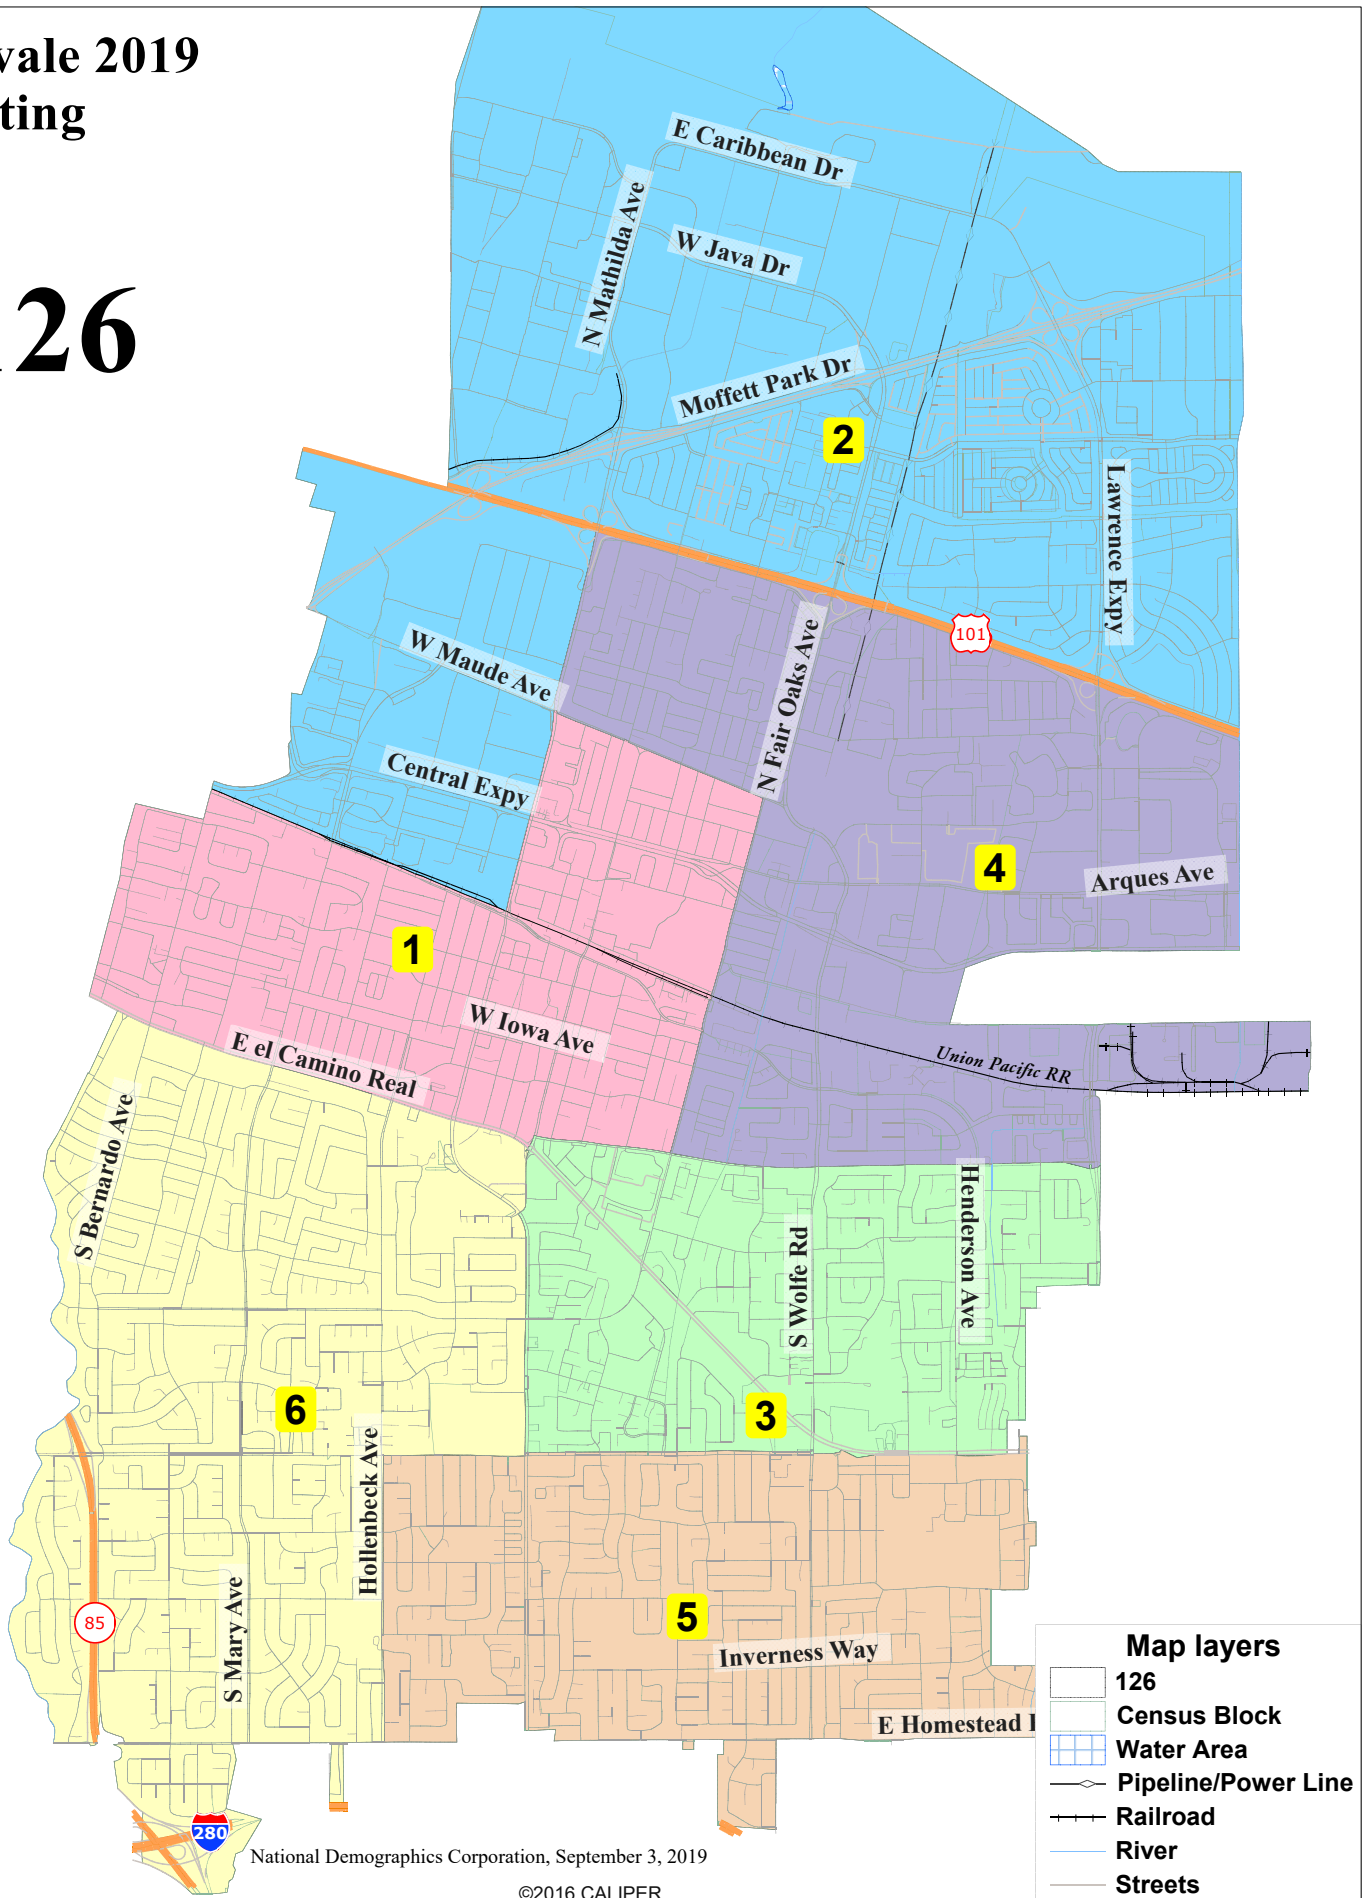 vale 2019
ting
126
E Caribbean Dr
N Mathilda Ave
W Java Dr
Moffett Park Dr
2
Lawrence Expy
101
W Maude Ave
N Fair Oaks Ave
Central Expy
4
Arques Ave
1
W Iowa Ave
E el Camino Real
Union Pacific RR
S Bernardo Ave
Henderson Ave
S Wolfe Rd
6
3
Hollenbeck Ave
S Mary Ave
85
5
Inverness Way
E Homestead
280
Map layers
126
Census Block
Water Area
Pipeline/Power Line
Railroad
River
Streets
National Demographics Corporation, September 3, 2019
©2016 CALIPER